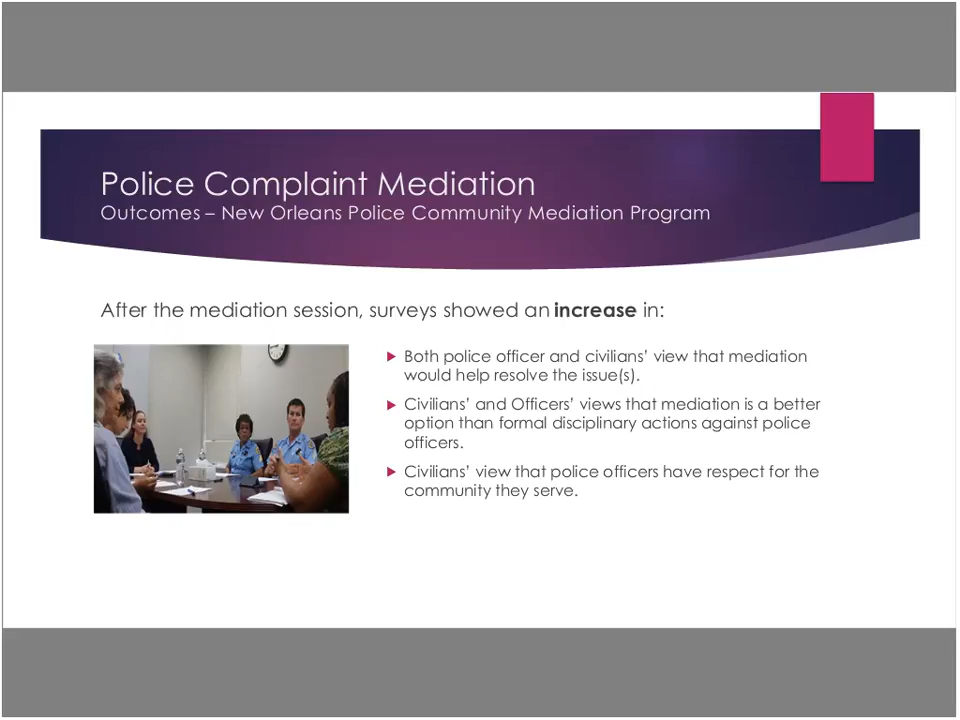 Police Complaint Mediation
Outcomes – New Orleans Police Community Mediation Program
After the mediation session, surveys showed an increase in:
Both police officer and civilians’ view that mediation
would help resolve the issue(s).
Civilians’ and Officers’ views that mediation is a better
option than formal disciplinary actions against police
officers.
Civilians’ view that police officers have respect for the
community they serve.